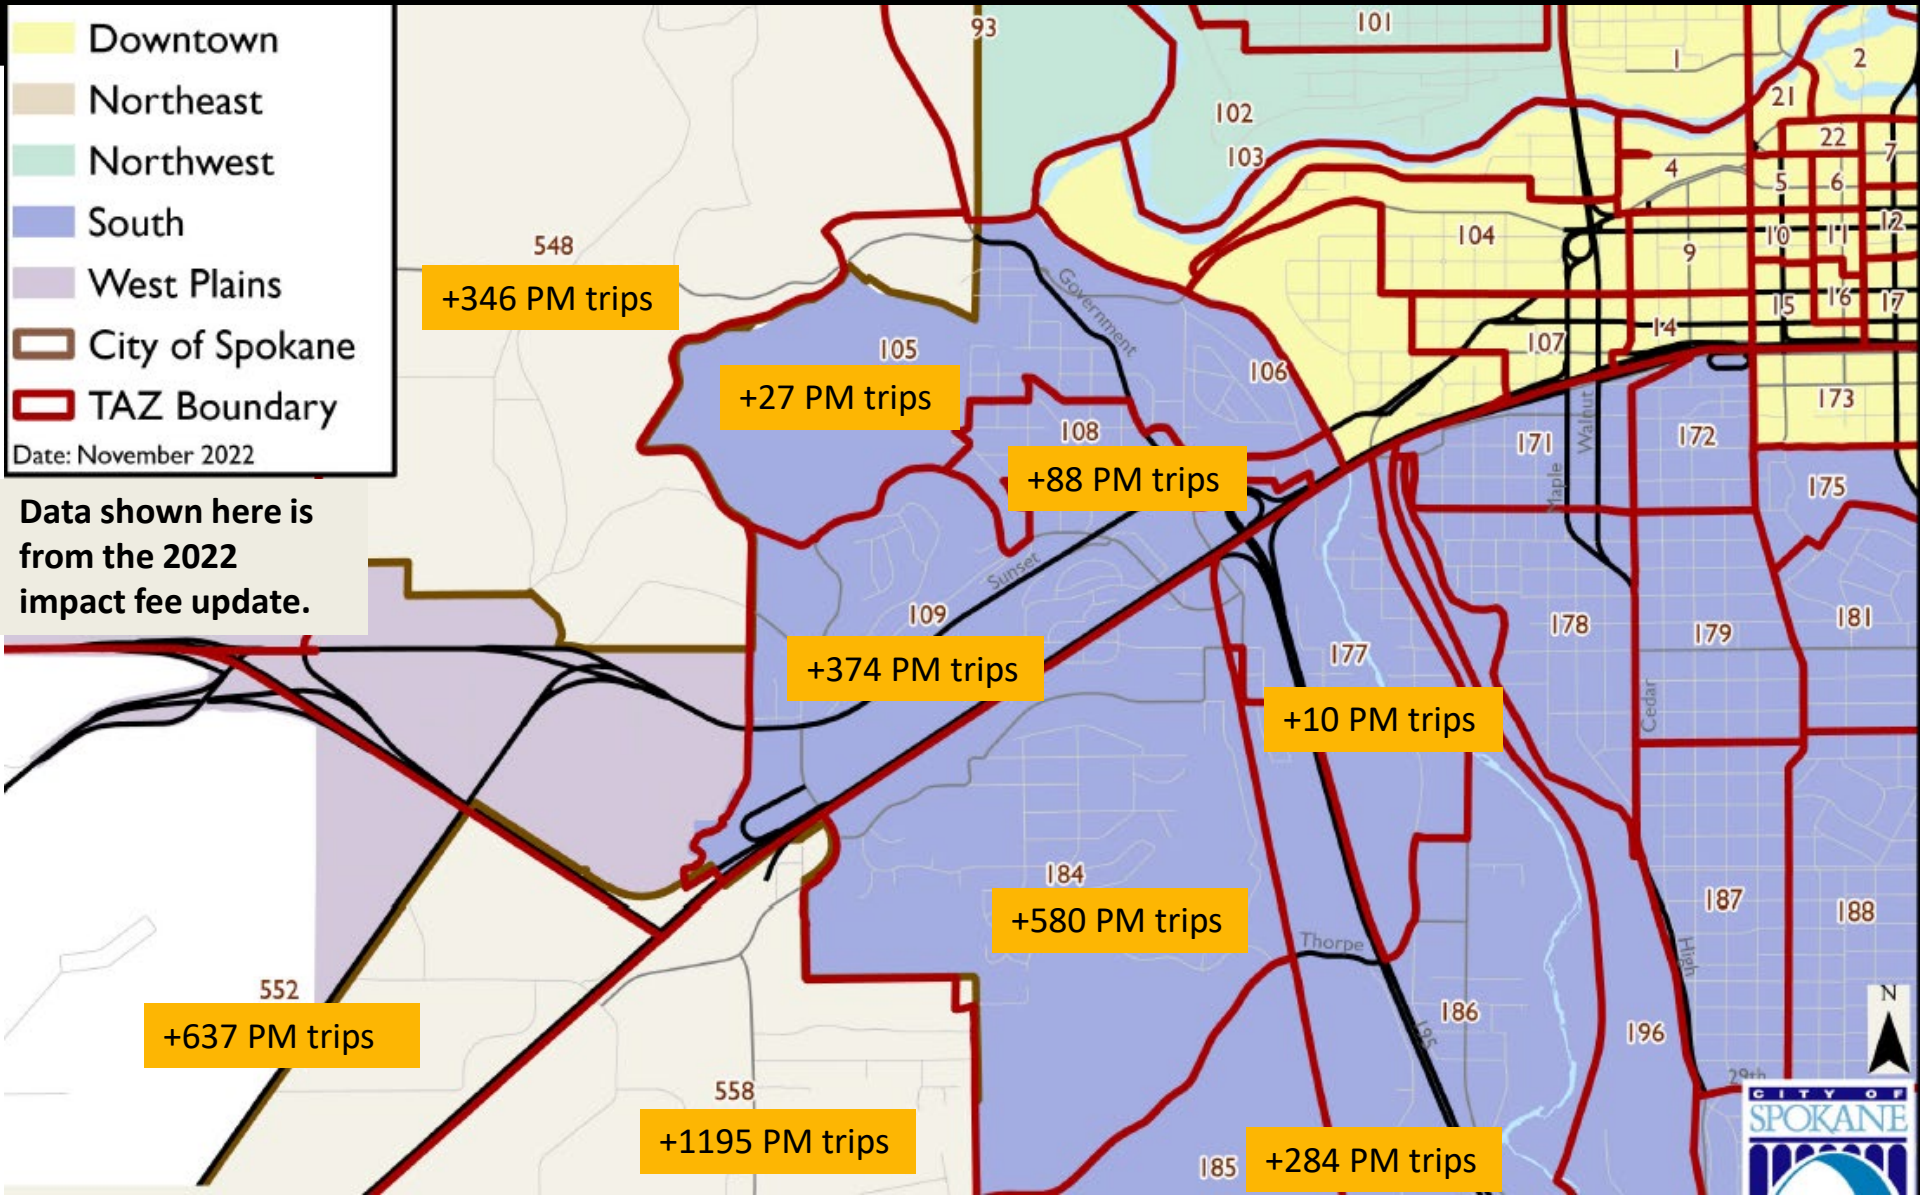 Downtown
Northeast
Northwest
South
West Plains
City of Spokane
TAZ Boundary
Date: November 2022
Data shown here is
from the 2022
impact fee update.
93
101
1
2
102
21
103
22
7
4
5
6
548
104
10
11
12
9
+346 PM trips
Government
15
16
17
14
105
107
106
+27 PM trips
173
108
171
Walnut
172
+88 PM trips
Maple
175
Sunset
109
178
179
181
177
+374 PM trips
Cedar
+10 PM trips
184
187
188
+580 PM trips
Thorpe
High
552
N
186
195
196
+637 PM trips
29th
558
CITY OF
SPOKANE
+1195 PM trips
185
+284 PM trips